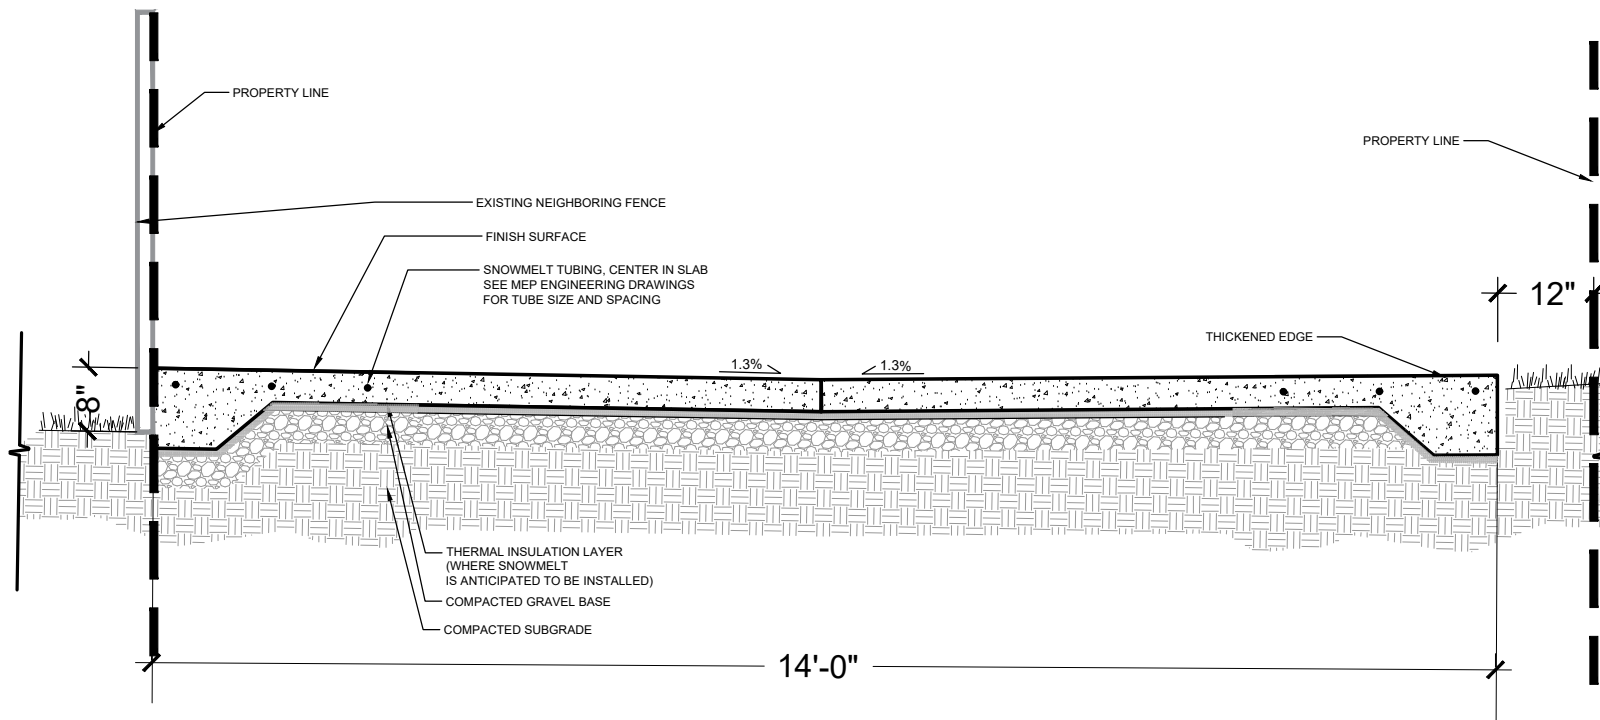 PROPERTY LINE
PROPERTY LINE
EXISTING NEIGHBORING FENCE
FINISH SURFACE
SNOWMELT TUBING, CENTER IN SLAB
SEE MEP ENGINEERING DRAWINGS
FOR TUBE SIZE AND SPACING
12"
THICKENED EDGE
1.3%
1.3%
8"
THERMAL INSULATION LAYER
(WHERE SNOWMELT
IS ANTICIPATED TO BE INSTALLED)
COMPACTED GRAVEL BASE
COMPACTED SUBGRADE
14'-0"